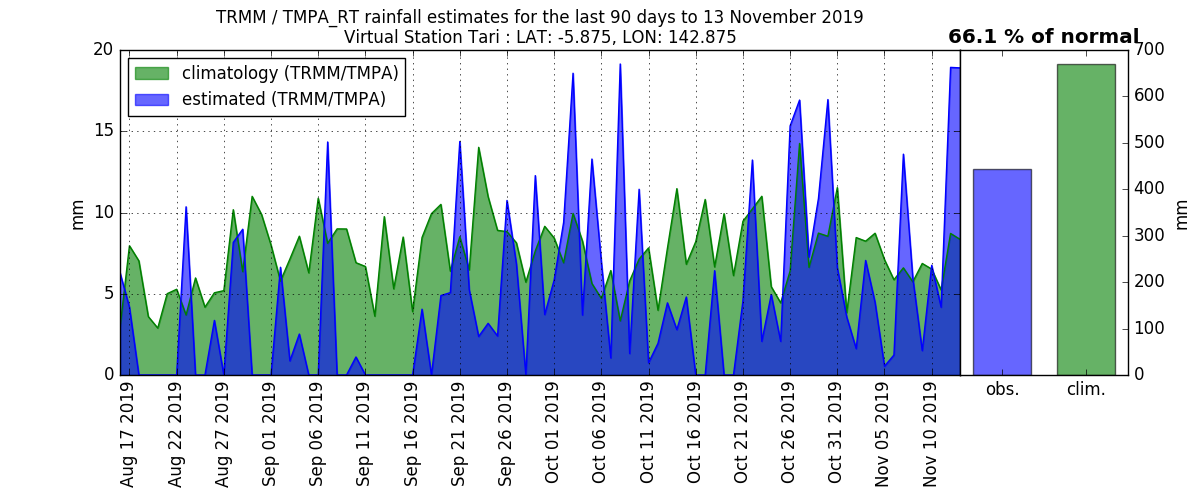 TRMM / TMPA_RT rainfall estimates for the last 90 days to 13 November 2019
Virtual Station Tari : LAT: -5.875, LON: 142.875
66.1 % of normal
climatology (TRMM/TMPA)
estimated (TRMM/TMPA)
mm
20
15
10
5
0
Aug 17 2019
Aug 22 2019
Aug 27 2019
Sep 01 2019
Sep 06 2019
Sep 11 2019
Sep 16 2019
Sep 21 2019
Sep 26 2019
Oct 01 2019
Oct 06 2019
Oct 11 2019
Oct 16 2019
Oct 21 2019
Oct 26 2019
Oct 31 2019
Nov 05 2019
Nov 10 2019
obs.
clim.
700
600
500
400
300
200
100
0
mm